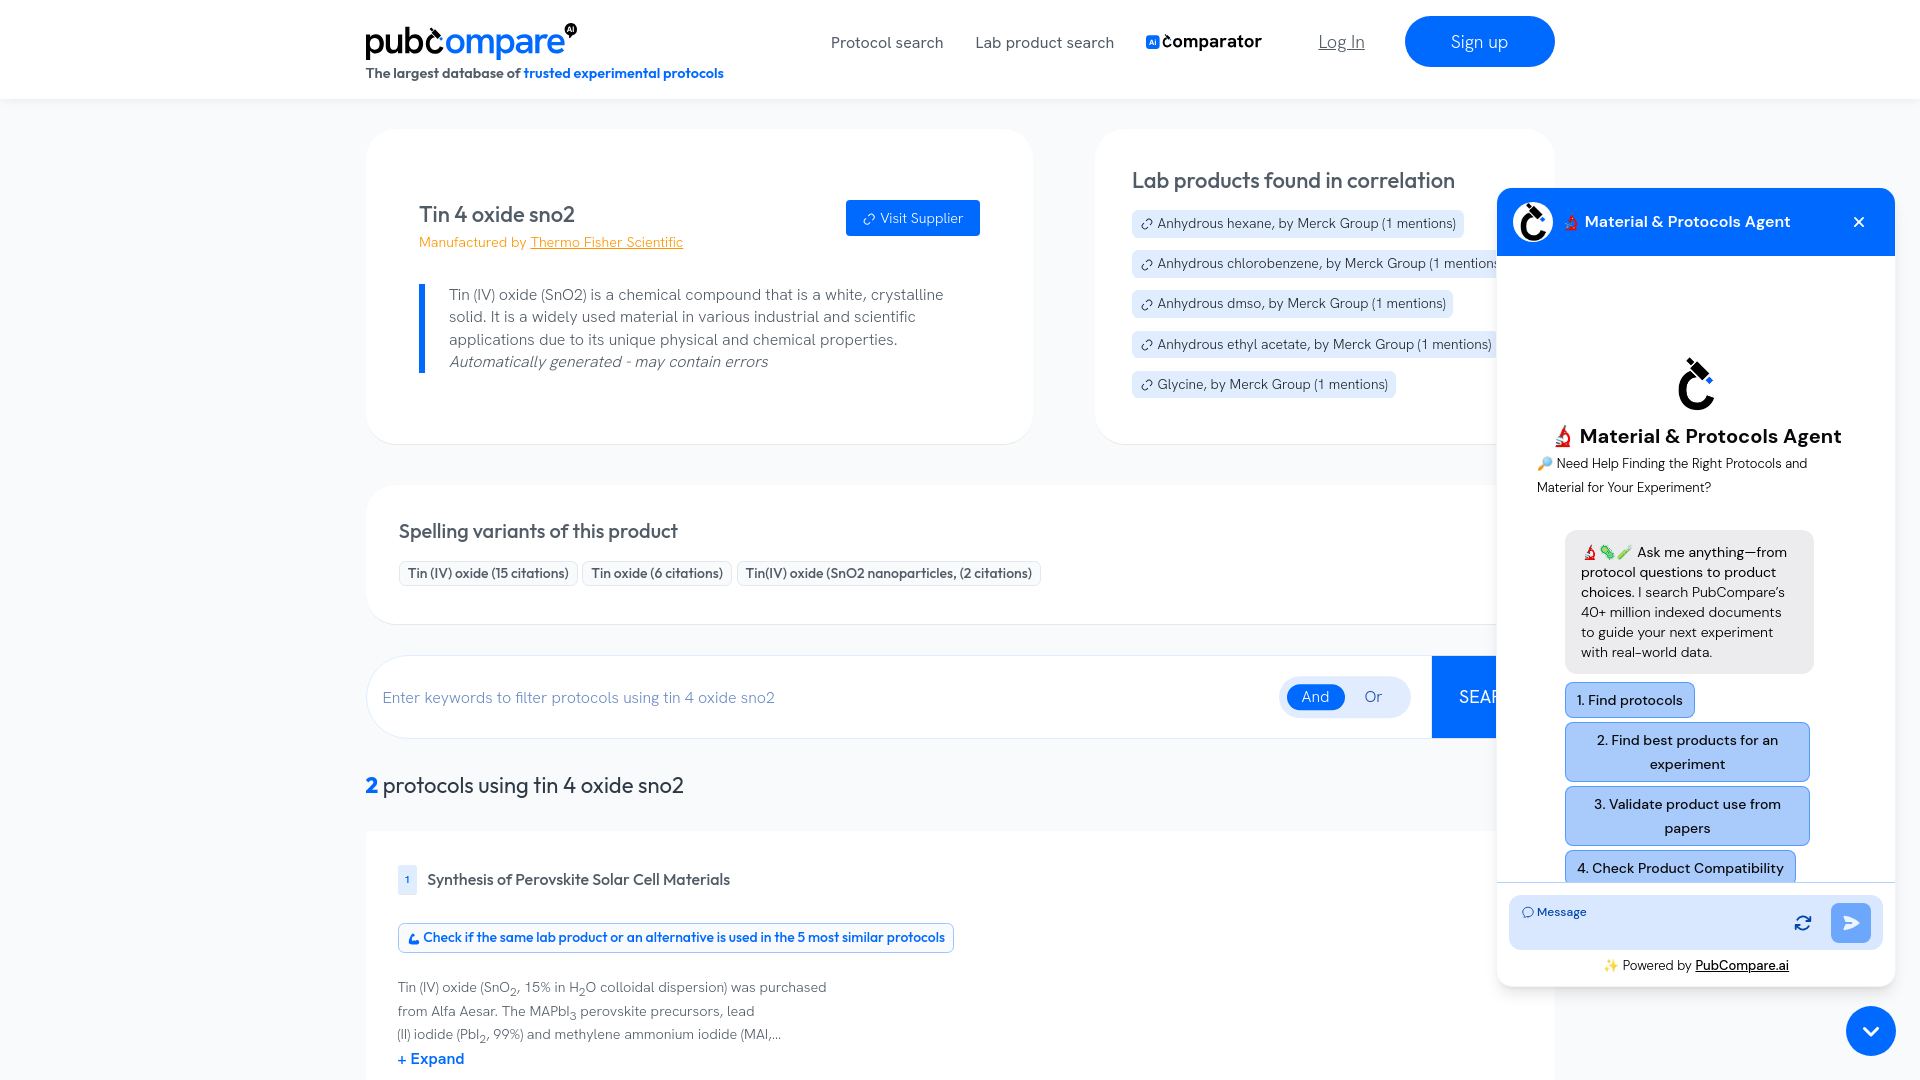 pubcompare AI
The largest database of trusted experimental protocols
Protocol search
Lab product search
Ai comparator
Log In
Sign up
Tin 4 oxide sno2
Manufactured by Thermo Fisher Scientific
Visit Supplier
Tin (IV) oxide (SnO2) is a chemical compound that is a white, crystalline
solid. It is a widely used material in various industrial and scientific
applications due to its unique physical and chemical properties.
Automatically generated - may contain errors
Lab products found in correlation
Anhydrous hexane, by Merck Group (1 mentions)
Anhydrous chlorobenzene, by Merck Group (1 mentions
Anhydrous dmso, by Merck Group (1 mentions)
Anhydrous ethyl acetate, by Merck Group (1 mentions)
Glycine, by Merck Group (1 mentions)
Spelling variants of this product
Tin (IV) oxide (15 citations)
Tin oxide (6 citations)
Tin(IV) oxide (SnO2 nanoparticles, (2 citations)
Enter keywords to filter protocols using tin 4 oxide sno2
And
Or
SEAR
2 protocols using tin 4 oxide sno2
1
Synthesis of Perovskite Solar Cell Materials
Check if the same lab product or an alternative is used in the 5 most similar protocols
Tin (IV) oxide (SnO2, 15% in H2O colloidal dispersion) was purchased
from Alfa Aesar. The MAPbI3 perovskite precursors, lead
(II) iodide (PbI2, 99%) and methylene ammonium iodide (MAI,...
+ Expand
🔬 Material & Protocols Agent
🔬 Material & Protocols Agent
🔎 Need Help Finding the Right Protocols and
Material for Your Experiment?
🔬🦠🧪 Ask me anything—from
protocol questions to product
choices. I search PubCompare's
40+ million indexed documents
to guide your next experiment
with real-world data.
1. Find protocols
2. Find best products for an
experiment
3. Validate product use from
papers
4. Check Product Compatibility
Message
✨ Powered by PubCompare.ai